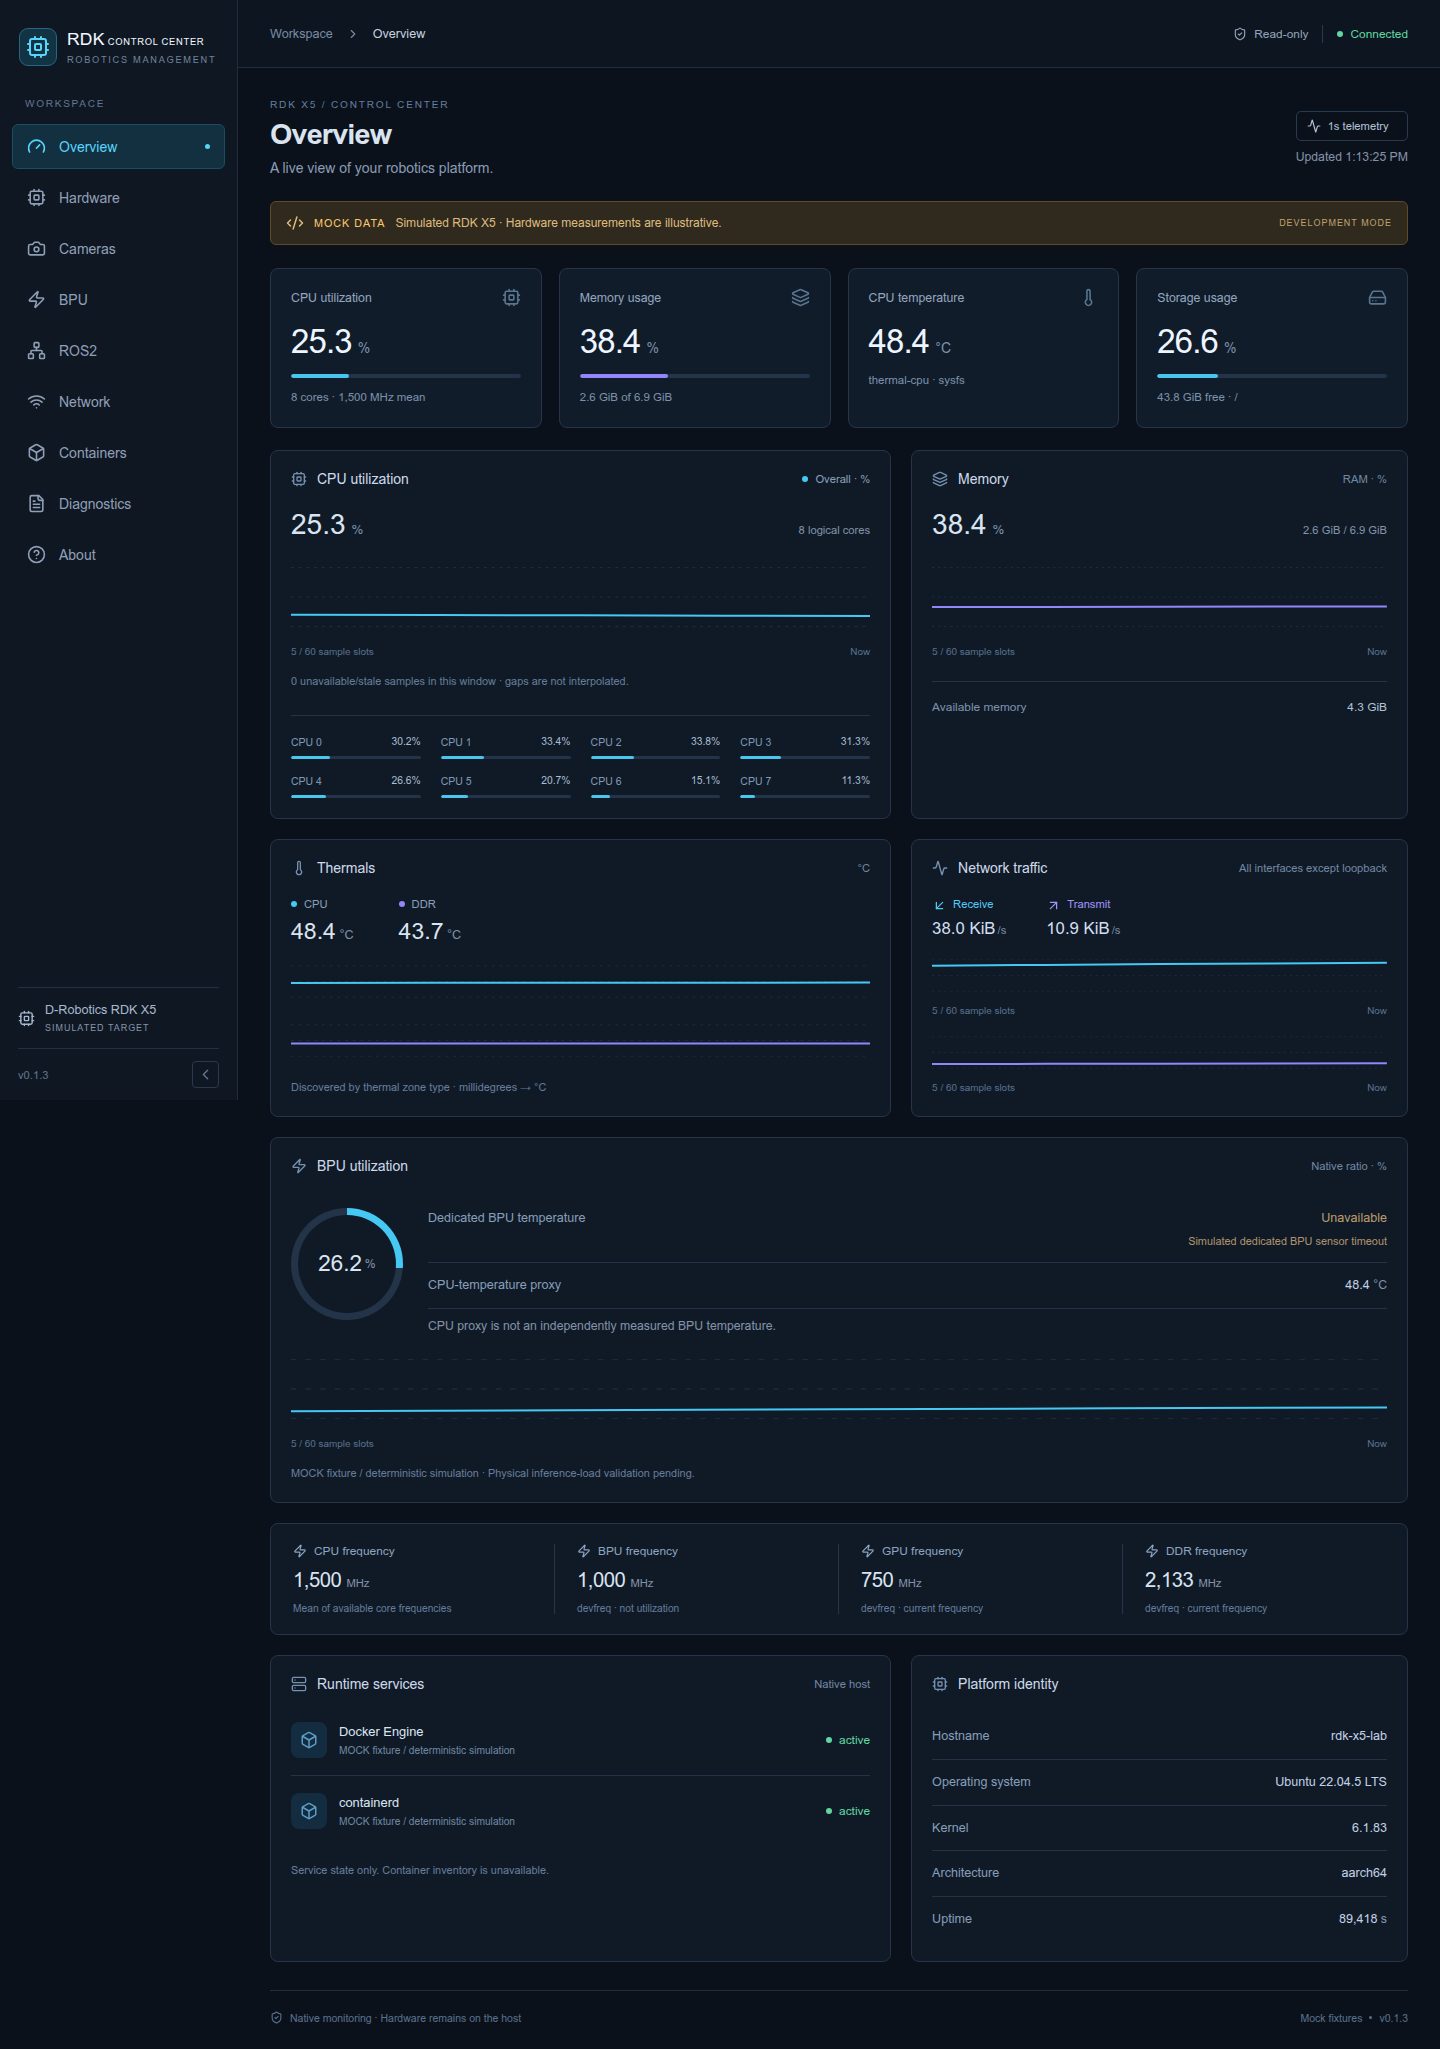 RDK CONTROL CENTER
ROBOTICS MANAGEMENT
WORKSPACE
Overview
Hardware
Cameras
BPU
ROS2
Network
Containers
Diagnostics
About
D-Robotics RDK X5
SIMULATED TARGET
v0.1.3
Workspace > Overview
Read-only
Connected
RDK X5 / CONTROL CENTER
Overview
A live view of your robotics platform.
1s telemetry
Updated 1:13:25 PM
MOCK DATA Simulated RDK X5 · Hardware measurements are illustrative.
DEVELOPMENT MODE
CPU utilization
25.3 %
8 cores · 1,500 MHz mean
Memory usage
38.4 %
2.6 GiB of 6.9 GiB
CPU temperature
48.4 °C
thermal-cpu · sysfs
Storage usage
26.6 %
43.8 GiB free · /
CPU utilization
Overall · %
25.3 %
8 logical cores
5 / 60 sample slots
Now
0 unavailable/stale samples in this window · gaps are not interpolated.
CPU 0 30.2%
CPU 1 33.4%
CPU 2 33.8%
CPU 3 31.3%
CPU 4 26.6%
CPU 5 20.7%
CPU 6 15.1%
CPU 7 11.3%
Memory
RAM · %
38.4 %
2.6 GiB / 6.9 GiB
5 / 60 sample slots
Now
Available memory
4.3 GiB
Thermals
°C
CPU
48.4 °C
DDR
43.7 °C
Discovered by thermal zone type · millidegrees → °C
Network traffic
All interfaces except loopback
Receive
38.0 KiB /s
Transmit
10.9 KiB /s
5 / 60 sample slots
Now
5 / 60 sample slots
Now
BPU utilization
Native ratio · %
26.2 %
Dedicated BPU temperature
Unavailable
Simulated dedicated BPU sensor timeout
CPU-temperature proxy
48.4 °C
CPU proxy is not an independently measured BPU temperature.
5 / 60 sample slots
Now
MOCK fixture / deterministic simulation · Physical inference-load validation pending.
CPU frequency
1,500 MHz
Mean of available core frequencies
BPU frequency
1,000 MHz
devfreq · not utilization
GPU frequency
750 MHz
devfreq · current frequency
DDR frequency
2,133 MHz
devfreq · current frequency
Runtime services
Native host
Docker Engine
MOCK fixture / deterministic simulation
active
containerd
MOCK fixture / deterministic simulation
active
Service state only. Container inventory is unavailable.
Platform identity
Hostname
rdk-x5-lab
Operating system
Ubuntu 22.04.5 LTS
Kernel
6.1.83
Architecture
aarch64
Uptime
89,418 s
Native monitoring · Hardware remains on the host
Mock fixtures • v0.1.3